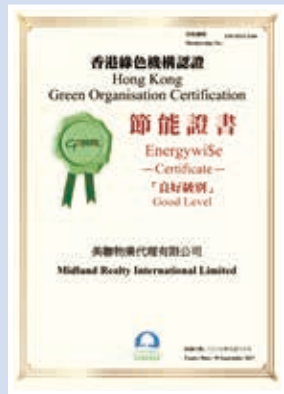 香港綠色機構認證
Hong Kong
Green Organisation Certification
節能證書
Energywi$e
— Certificate —
「良好級別」
Good Level
美聯物業代理有限公司
Midland Realty International Limited